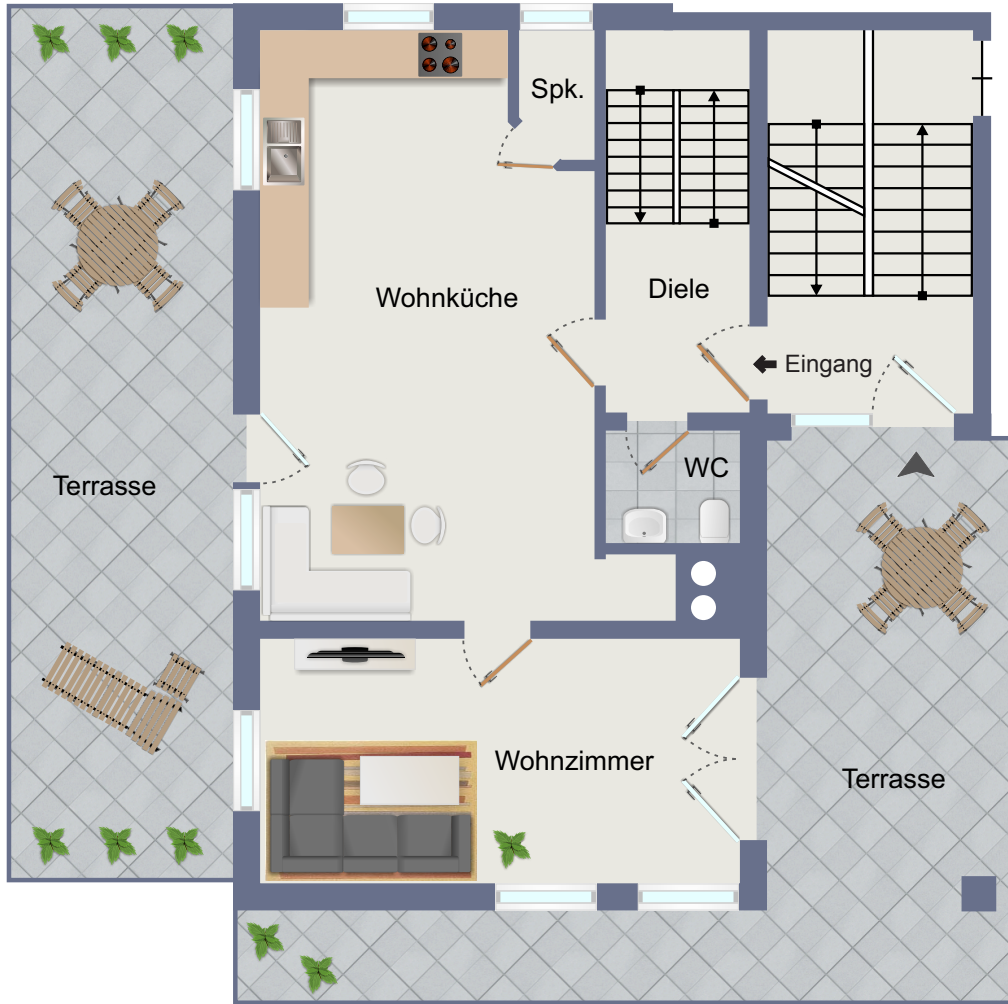 Spk.
Wohnküche
Diele
Eingang
WC
Terrasse
Wohnzimmer
Terrasse